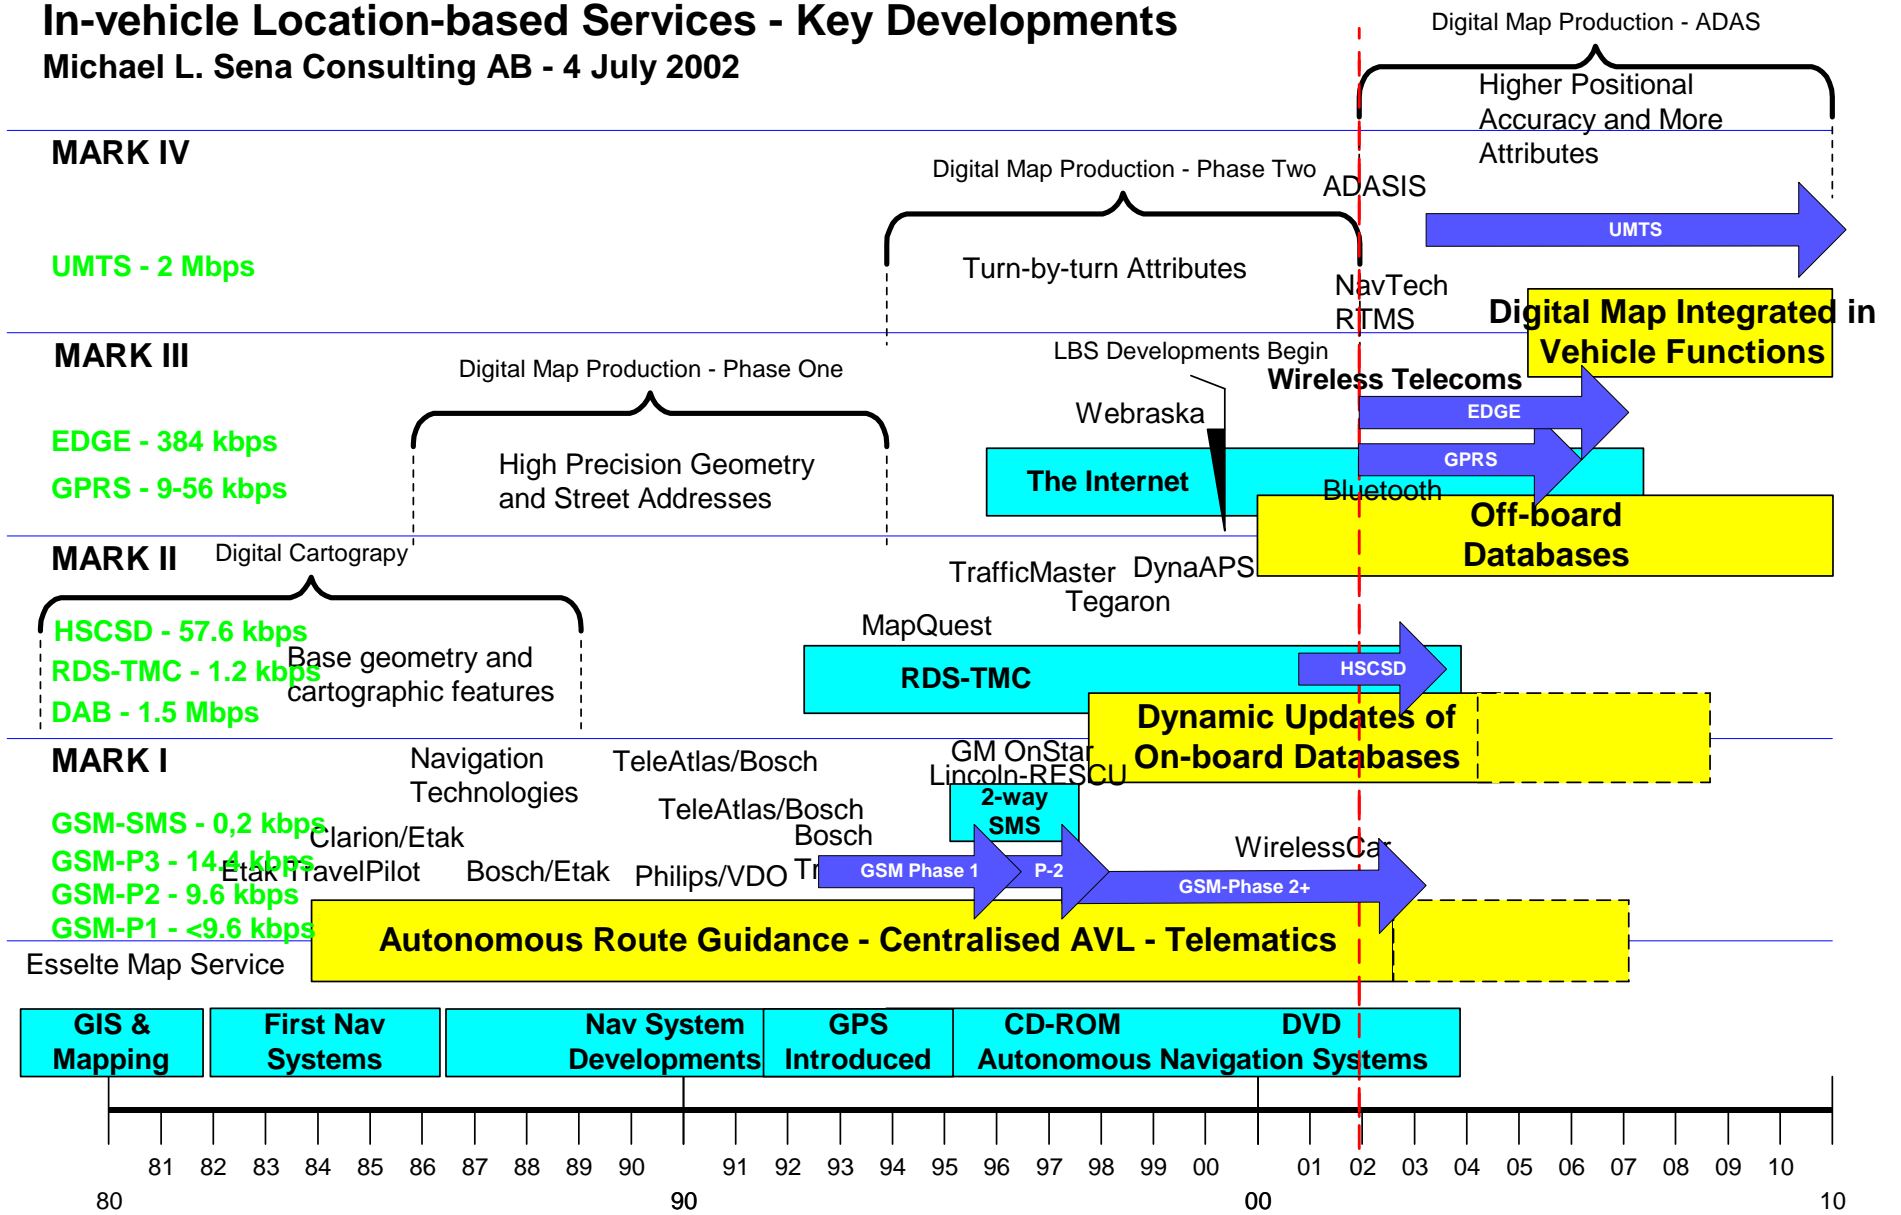 In-vehicle Location-based Services - Key Developments
Michael L. Sena Consulting AB - 4 July 2002
Digital Map Production - ADAS
Higher Positional
Accuracy and More
Attributes
MARK IV
Digital Map Production - Phase Two
ADASIS
UMTS
UMTS - 2 Mbps
Turn-by-turn Attributes
NavTech
RTMS
Digital Map Integrated in
Vehicle Functions
MARK III
Digital Map Production - Phase One
LBS Developments Begin
Wireless Telecoms
Webraska
EDGE
EDGE - 384 kbps
GPRS - 9-56 kbps
High Precision Geometry
and Street Addresses
The Internet
GPRS
Bluetooth
Off-board
Databases
MARK II
Digital Cartograpy
TrafficMaster
DynaAPS
Tegaron
MapQuest
HSCSD - 57.6 kbps
RDS-TMC - 1.2 kbps
DAB - 1.5 Mbps
Base geometry and
cartographic features
RDS-TMC
HSCSD
Dynamic Updates of
On-board Databases
MARK I
Navigation
Technologies
TeleAtlas/Bosch
GM OnStar
Lincoln-RESCU
2-way
SMS
TeleAtlas/Bosch
Bosch
GSM-SMS - 0,2 kbps
GSM-P3 - 14.4 kbps
GSM-P2 - 9.6 kbps
GSM-P1 - <9.6 kbps
Clarion/Etak
Etak TravelPilot
Bosch/Etak
Philips/VDO
GSM Phase 1
P-2
GSM-Phase 2+
WirelessCar
Autonomous Route Guidance - Centralised AVL - Telematics
Esselte Map Service
GIS &
Mapping
First Nav
Systems
Nav System
Developments
GPS
Introduced
CD-ROM
DVD
Autonomous Navigation Systems
81 82 83 84 85 86 87 88 89 90 91 92 93 94 95 96 97 98 99 00 01 02 03 04 05 06 07 08 09 10
80 90 00 10